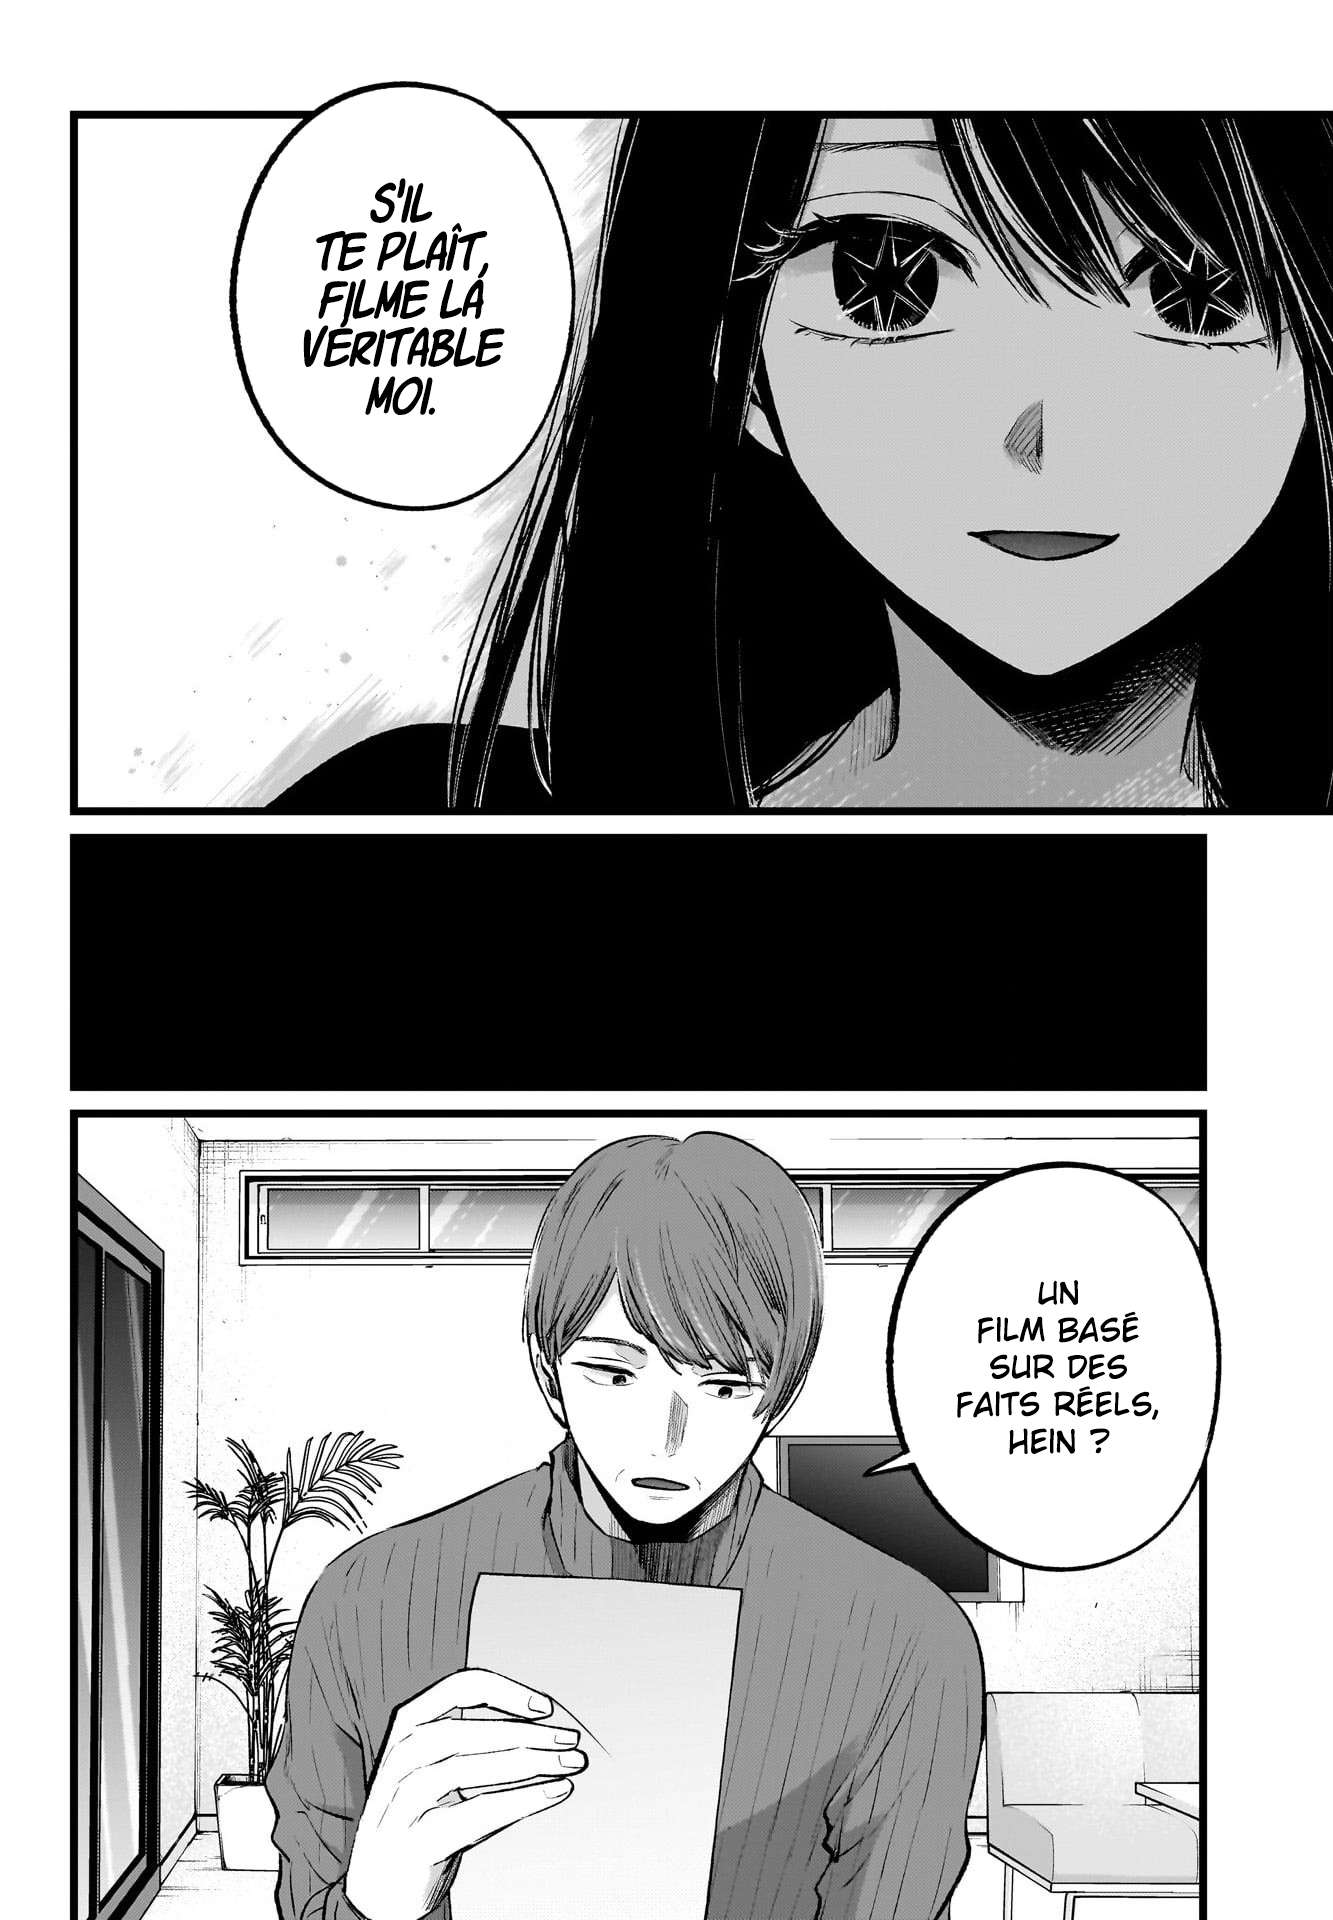 S'IL
TE PLAÎT,
FILME LA
VÉRITABLE
MOI.
UN
FILM BASÉ
SUR DES
FAITS RÉELS,
HEIN ?